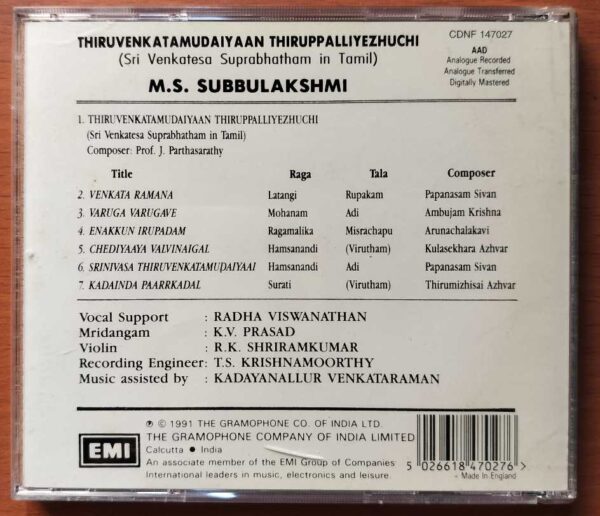 THIRUVENKATAMUDAIYAAN THIRUPPALLIYEZHUCHI
(Sri Venkatesa Suprabhatham in Tamil)
M.S. SUBBULAKSHMI
CDNF 147027
AAD
Analogue Recorded
Analogue Transferred
Digitally Mastered
1. THIRUVENKATAMUDAIYAAN THIRUPPALLIYEZHUCHI
(Sri Venkatesa Suprabhatham in Tamil)
Composer: Prof. J. Parthasarathy
Title Raga Tala Composer
2. VENKATA RAMANA Latangi Rupakam Papanasam Sivan
3. VARUGA VARUGAVE Mohanam Adi Ambujam Krishna
4. ENAKKUN IRUPADAM Ragamalika Misrachapu Arunachalakavi
5. CHEDIYAAYA VALVINAIGAL Hamsanandi (Virutham) Kulasekhara Azhvar
6. SRINIVASA THIRUVENKATAMUDAIYAAI Hamsanandi Adi Papanasam Sivan
7. KADAINDA PAARRKADAL Surati (Virutham) Thirumizhisai Azhvar
Vocal Support : RADHA VISWANATHAN
Mridangam : K.V. PRASAD
Violin : R.K. SHRIRAMKUMAR
Recording Engineer : T.S. KRISHNAMOORTHY
Music assisted by : KADAYANALLUR VENKATARAMAN
EMI
℗ © 1991 THE GRAMOPHONE CO. OF INDIA LTD.
THE GRAMOPHONE COMPANY OF INDIA LIMITED
Calcutta ● India
An associate member of the EMI Group of Companies
International leaders in music, electronics and leisure.
5 026618 470276 >
Made In England